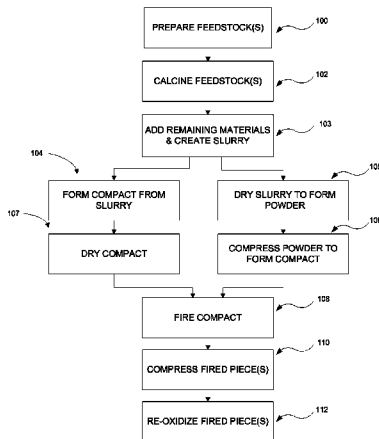 PREPARE FEEDSTOCK(S)
100
CALCINE FEEDSTOCK(S)
102
ADD REMAINING MATERIALS
& CREATE SLURRY
103
104
FORM COMPACT FROM
SLURRY
DRY SLURRY TO FORM
POWDER
107
DRY COMPACT
COMPRESS POWDER TO
FORM COMPACT
FIRE COMPACT
108
COMPRESS FIRED PIECE(S)
110
RE-OXIDIZE FIRED PIECE(S)
112